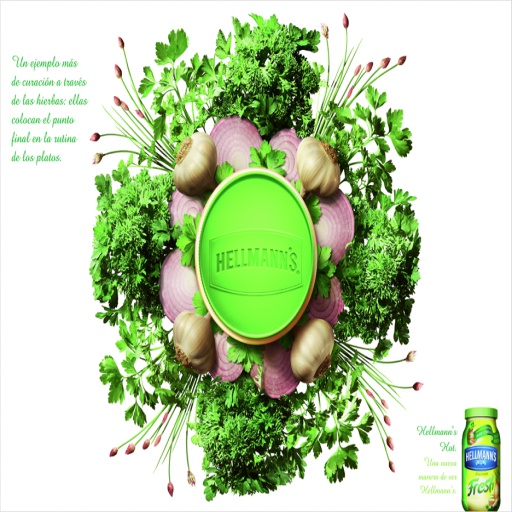 Un ejemplo más
de curación a través
de las hierbas: ellas
colocan el punto
final en la rutina
de los platos.
HELLMANN'S
Hellmann's
Hot.
Una nueva
manera de ser
Hellmann's.
HELLMANN'S
Fresh